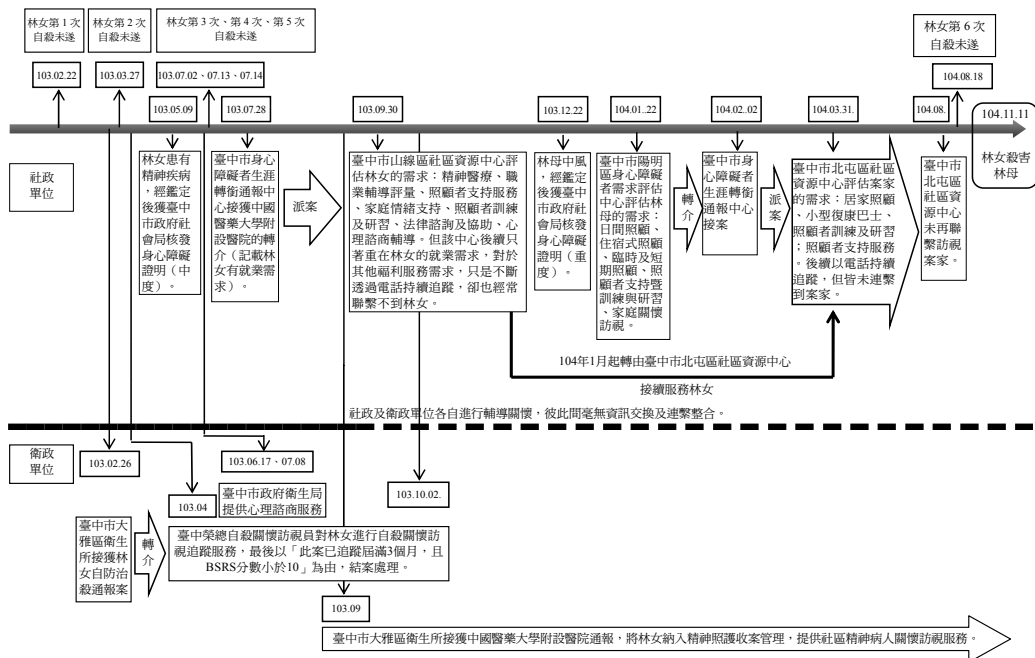 林女第1次
自殺未遂
林女第2次
自殺未遂
林女第3次、第4次、第5次
自殺未遂
林女第6次
自殺未遂
103.02.22
103.03.27
103.07.02、07.13、07.14
104.08.18
103.05.09
103.07.28
103.09.30
103.12.22
104.01..22
104.02..02
104.03.31.
104.08.
104.11.11
林女殺害
林母
社政
單位
林女患有
精神疾病
，經鑑定
後獲臺中
市政府社
會局核發
身心障礙
證明（中
度）。
臺中市身心
障礙者生涯
轉銜通報中
心接獲中國
醫藥大學附
設醫院的轉
介（記載林
女有就業需
求）。
派案
臺中市山線區社區資源中心評
估林女的需求：精神醫療、職
業輔導評量、照顧者支持服務
、家庭情緒支持、照顧者訓練
及研習、法律諮詢及協助、心
理諮商輔導。但該中心後續只
著重在林女的就業需求，對於
其他福利服務需求，只是不斷
透過電話持續追蹤，卻也經常
聯繫不到林女。
林母中風
，經鑑定
後獲臺中
市政府社
會局核發
身心障礙
證明（重
度）。
臺中市陽明
區身心障礙
者需求評估
中心評估林
母的需求：
日間照顧、
住宿式照顧
、臨時及短
期照顧、照
顧者支持暨
訓練與研習
、家庭關懷
訪視。
轉介
臺中市身
心障礙者
生涯轉銜
通報中心
接案
派案
臺中市北屯區社區
資源中心評估案家
的需求：居家照顧
、小型復康巴士、
照顧者訓練及研習
；照顧者支持服務
。後續以電話持續
追蹤，但皆未連繫
到案家。
臺中市
北屯區
社區資
源中心
未再聯
繫訪視
案家。
104年1月起轉由臺中市北屯區社區資源中心
接續服務林女
社政及衛政單位各自進行輔導關懷，彼此間毫無資訊交換及連繫整合。
衛政
單位
103.02.26
103.06.17、07.08
103.04
臺中市政府衛生局
提供心理諮商服務
103.10.02.
臺中市大
雅區衛生
所接獲林
女自防治
殺通報案
轉介
臺中榮總自殺關懷訪視員對林女進行自殺關懷訪
視追蹤服務，最後以「此案已追蹤屆滿3個月，且
BSRS分數小於10」為由，結案處理。
103.09
臺中市大雅區衛生所接獲中國醫藥大學附設醫院通報，將林女納入精神照護收案管理，提供社區精神病人關懷訪視服務。